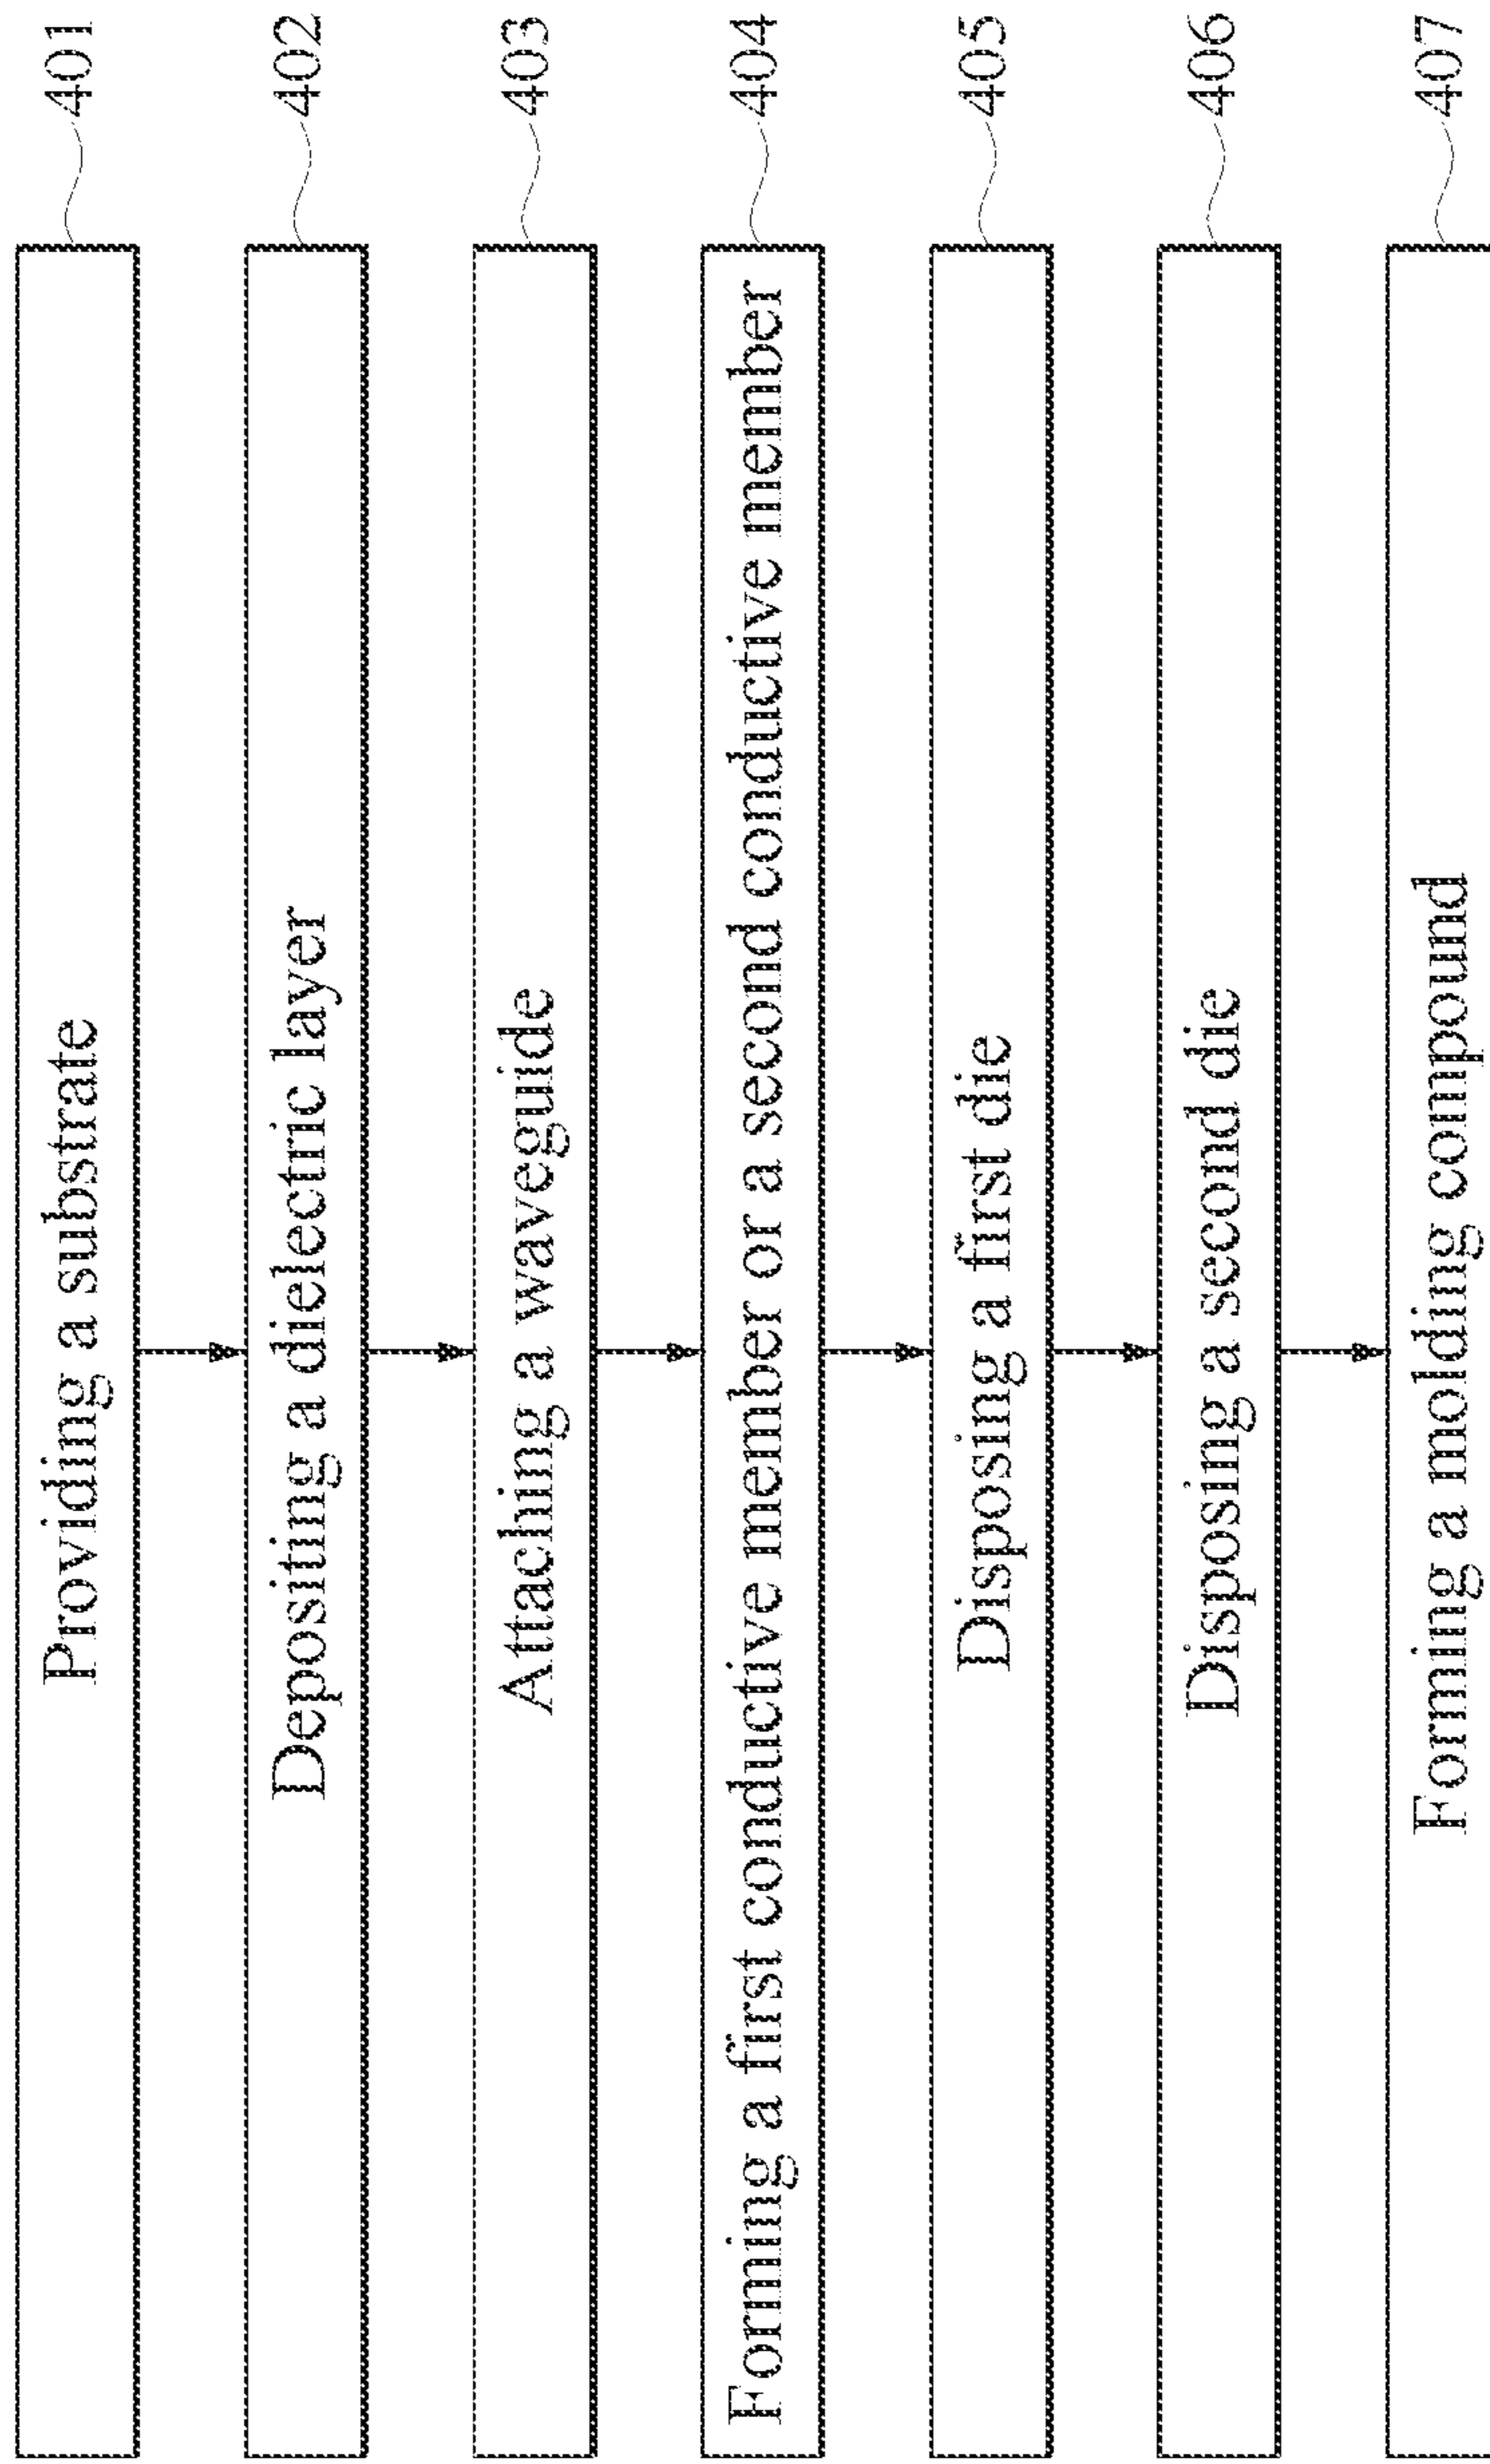 Providing a substrate 401
Depositing a dielectric layer 402
Attaching a waveguide 403
Forming a first conductive member or a second conductive member 404
Disposing a first die 405
Disposing a second die 406
Forming a molding compound 407